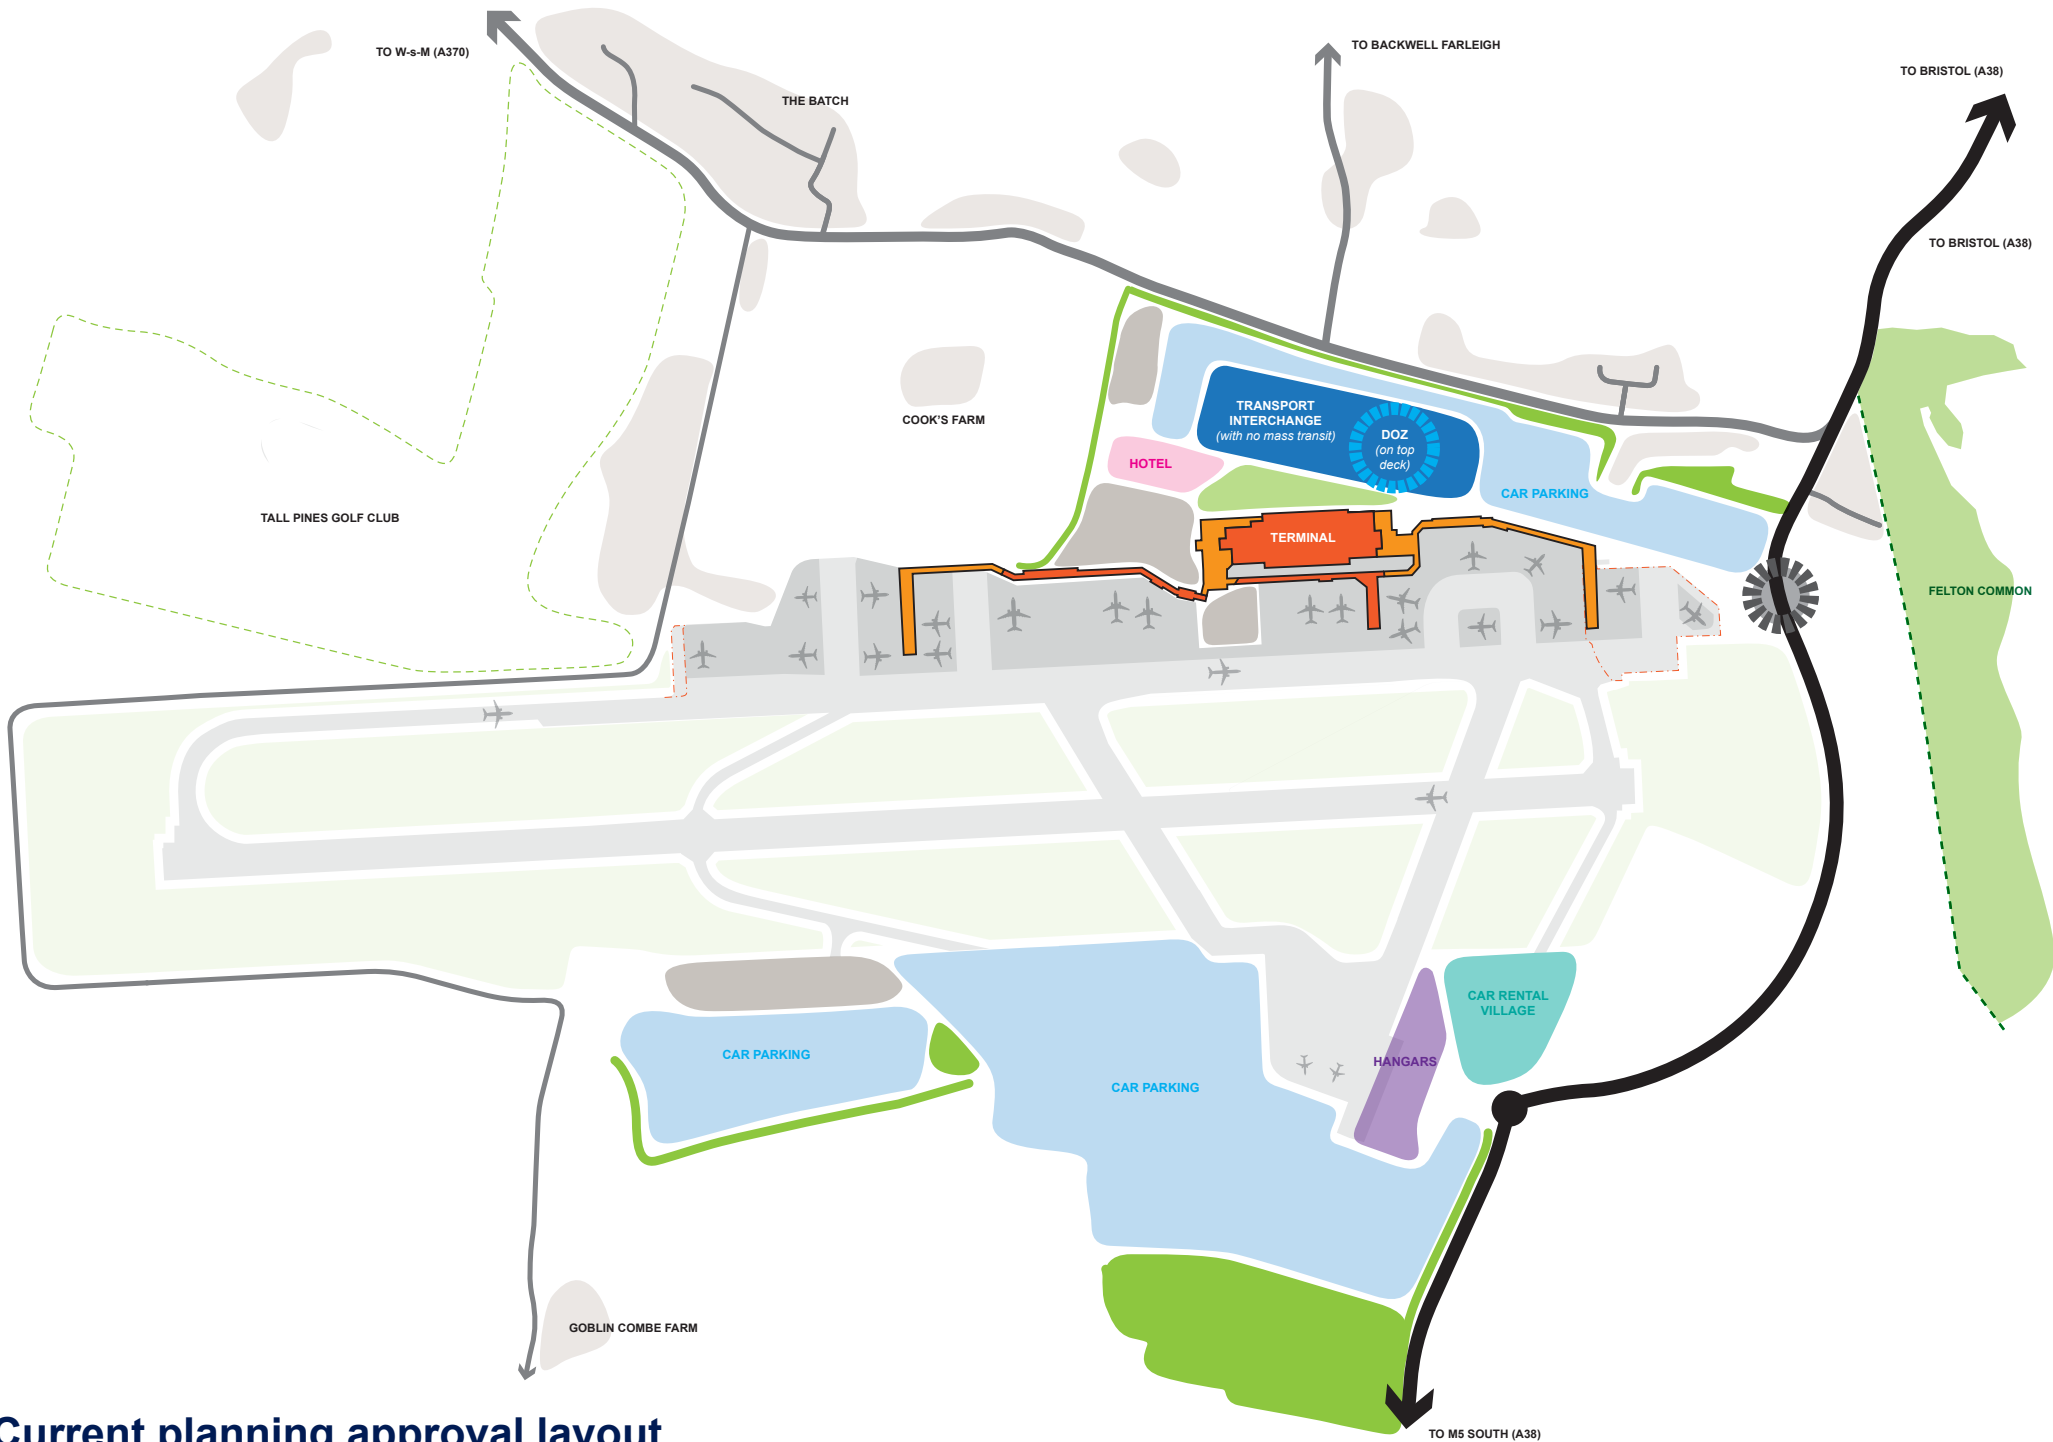 TO W-s-M (A370)
TO BACKWELL FARLEIGH
TO BRISTOL (A38)
THE BATCH
TO BRISTOL (A38)
COOK'S FARM
TRANSPORT
INTERCHANGE
(with no mass transit)
DOZ
(on top
deck)
HOTEL
CAR PARKING
TALL PINES GOLF CLUB
TERMINAL
FELTON COMMON
CAR RENTAL
VILLAGE
CAR PARKING
HANGARS
CAR PARKING
GOBLIN COMBE FARM
Current planning approval layout
TO M5 SOUTH (A38)